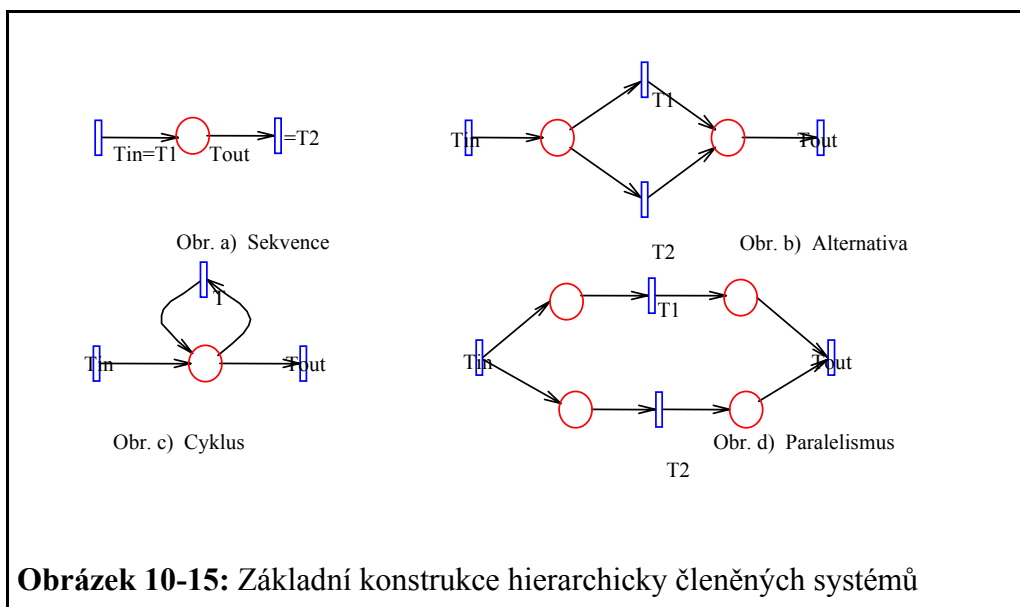 T1
Tin=T1 Tout =T2
Tin Tout
Obr. a) Sekvence
Obr. b) Alternativa
T2
T
T1
Tin Tout
Tin Tout
Obr. c) Cyklus
Obr. d) Paralelismus
T2
Obrázek 10-15: Základní konstrukce hierarchicky členěných systémů